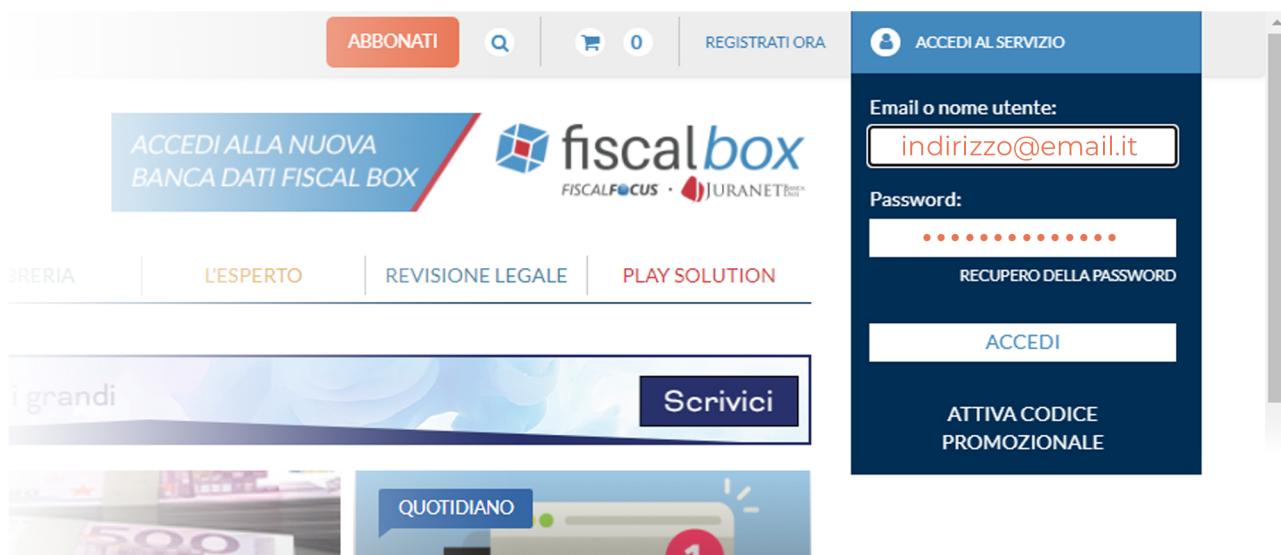 ABBONATI
0
REGISTRATI ORA
ACCEDI AL SERVIZIO
Email o nome utente:
indirizzo@email.it
Password:
RECUPERO DELLA PASSWORD
ACCEDI
ATTIVA CODICE
PROMOZIONALE
ACCEDI ALLA NUOVA
BANCA DATI FISCAL BOX
fiscalbox
FISCALFOCUS · JURANET
BRERIA
L'ESPERTO
REVISIONE LEGALE
PLAY SOLUTION
i grandi
Scrivici
500
QUOTIDIANO
1